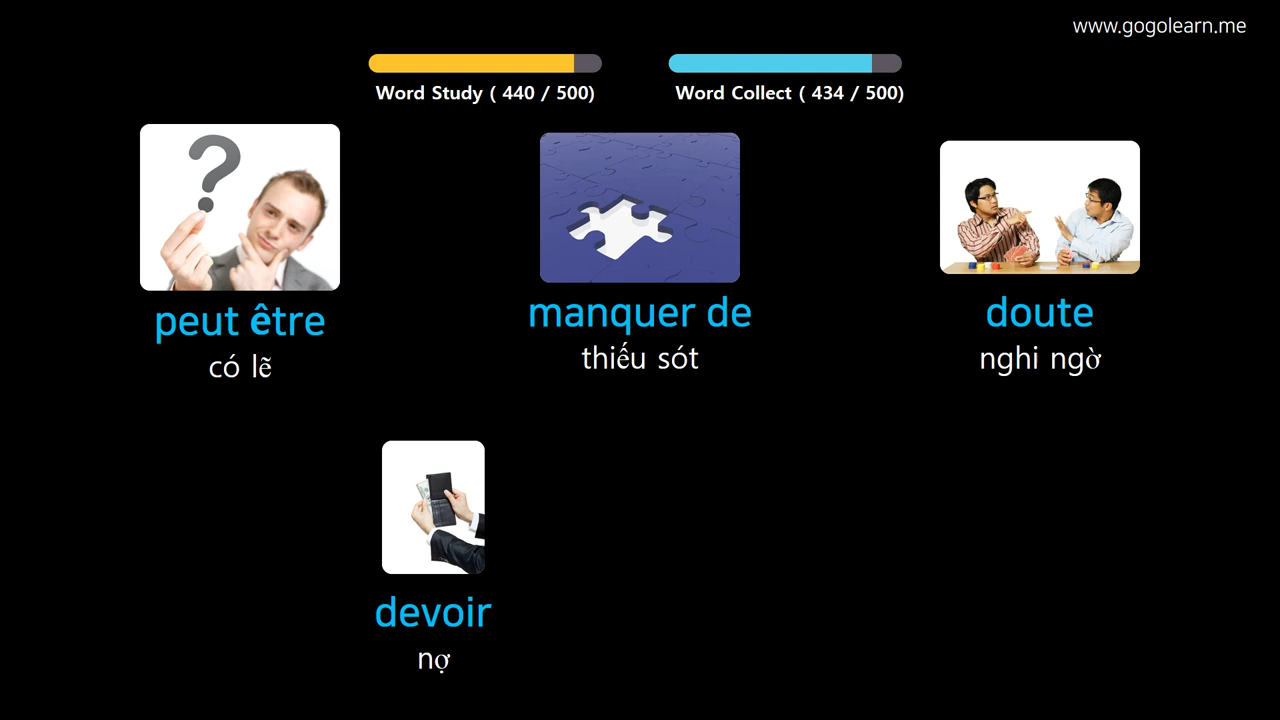 www.gogolearn.me
Word Study ( 440 / 500)
Word Collect ( 434 / 500)
peut être
có lẽ
manquer de
thiếu sót
doute
nghi ngờ
devoir
nợ